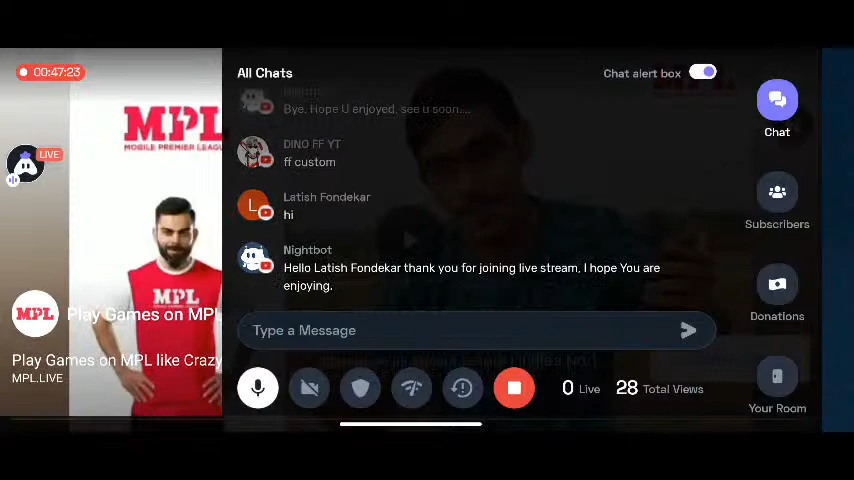 00:47:23
All Chats
Chat alert box
Bye. Hope U enjoyed, see u soon....
MPL
MOBILE PREMIER LEAGU
Chat
LIVE
DINO FF YT
ff custom
Latish Fondekar
L
hi
Subscribers
Nightbot
Hello Latish Fondekar thank you for joining live stream, I hope You are
enjoying.
MPL
Donations
MPL
Play Games on MPL
Type a Message
Play Games on MPL like Crazy
MPL.LIVE
0 Live
28 Total Views
Your Room